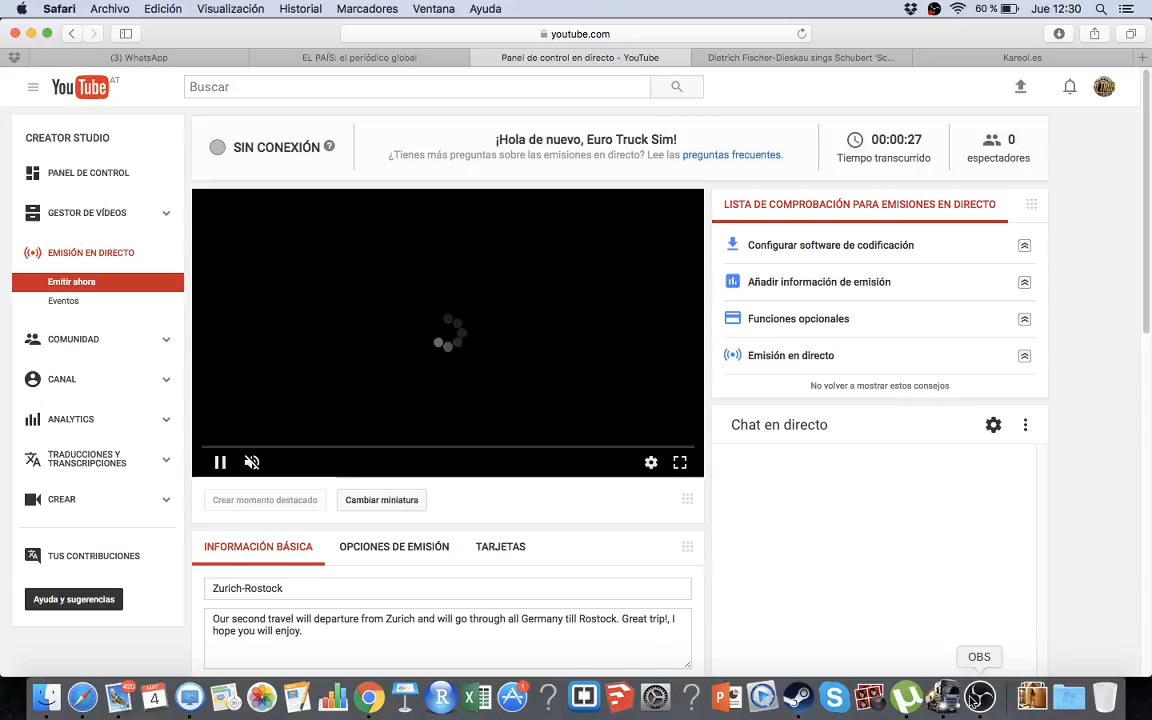 Safari Archivo Edición Visualización Historial Marcadores Ventana Ayuda 60 % Jue 12:30
youtube.com
(3) WhatsApp EL PAÍS: el periódico global Panel de control en directo - YouTube Dietrich Fischer-Dieskau sings Schubert 'Sc... Kareol.es
YouTube AT Buscar
CREATOR STUDIO
PANEL DE CONTROL
GESTOR DE VÍDEOS
EMISIÓN EN DIRECTO
Emitir ahora
Eventos
COMUNIDAD
CANAL
ANALYTICS
TRADUCCIONES Y
TRANSCRIPCIONES
CREAR
TUS CONTRIBUCIONES
Ayuda y sugerencias
SIN CONEXIÓN ?
¡Hola de nuevo, Euro Truck Sim!
¿Tienes más preguntas sobre las emisiones en directo? Lee las preguntas frecuentes.
00:00:27
Tiempo transcurrido
0
espectadores
Crear momento destacado Cambiar miniatura
INFORMACIÓN BÁSICA OPCIONES DE EMISIÓN TARJETAS
Zurich-Rostock
Our second travel will departure from Zurich and will go through all Germany till Rostock. Great trip!, I
hope you will enjoy.
LISTA DE COMPROBACIÓN PARA EMISIONES EN DIRECTO
Configurar software de codificación
Añadir información de emisión
Funciones opcionales
Emisión en directo
No volver a mostrar estos consejos
Chat en directo
OBS
420
MAY
4
1